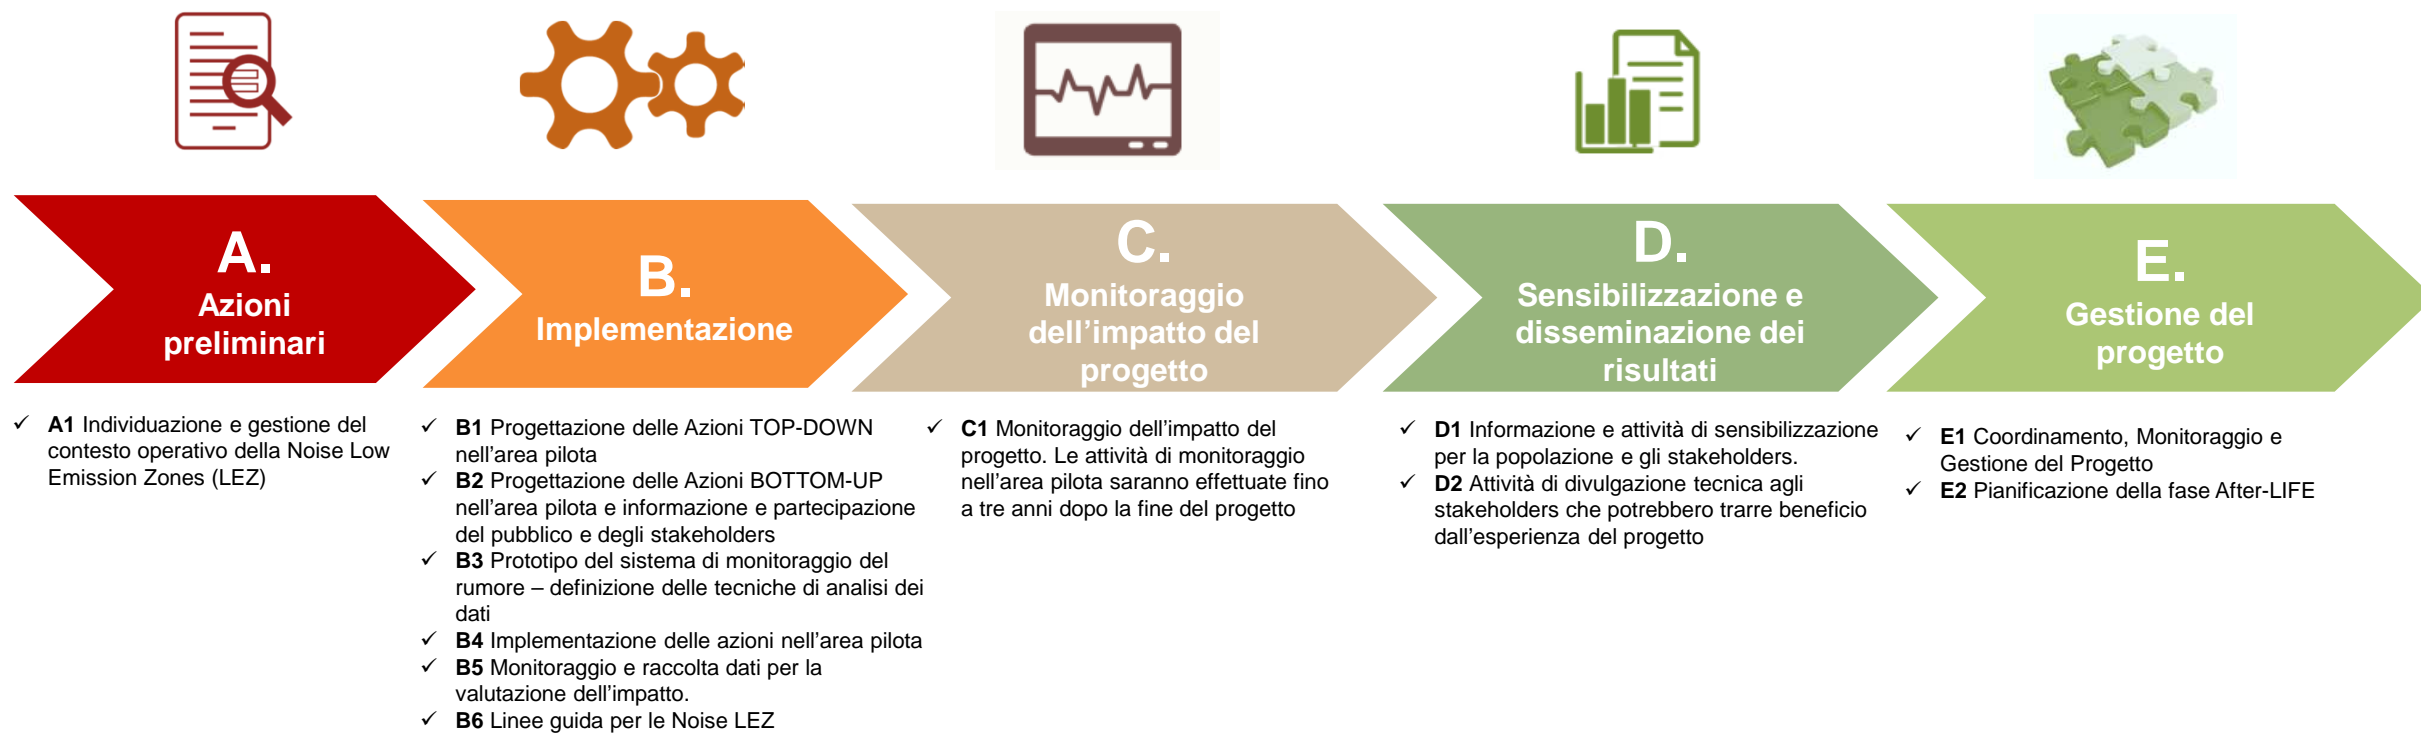 A.
Azioni
preliminari
B.
Implementazione
C.
Monitoraggio
dell'impatto del
progetto
D.
Sensibilizzazione e
disseminazione dei
risultati
E.
Gestione del
progetto
✓ A1 Individuazione e gestione del
contesto operativo della Noise Low
Emission Zones (LEZ)
✓ B1 Progettazione delle Azioni TOP-DOWN
nell'area pilota
✓ B2 Progettazione delle Azioni BOTTOM-UP
nell'area pilota e informazione e partecipazione
del pubblico e degli stakeholders
✓ B3 Prototipo del sistema di monitoraggio del
rumore – definizione delle tecniche di analisi dei
dati
✓ B4 Implementazione delle azioni nell'area pilota
✓ B5 Monitoraggio e raccolta dati per la
valutazione dell'impatto.
✓ B6 Linee guida per le Noise LEZ
✓ C1 Monitoraggio dell'impatto del
progetto. Le attività di monitoraggio
nell'area pilota saranno effettuate fino
a tre anni dopo la fine del progetto
✓ D1 Informazione e attività di sensibilizzazione
per la popolazione e gli stakeholders.
✓ D2 Attività di divulgazione tecnica agli
stakeholders che potrebbero trarre beneficio
dall'esperienza del progetto
✓ E1 Coordinamento, Monitoraggio e
Gestione del Progetto
✓ E2 Pianificazione della fase After-LIFE